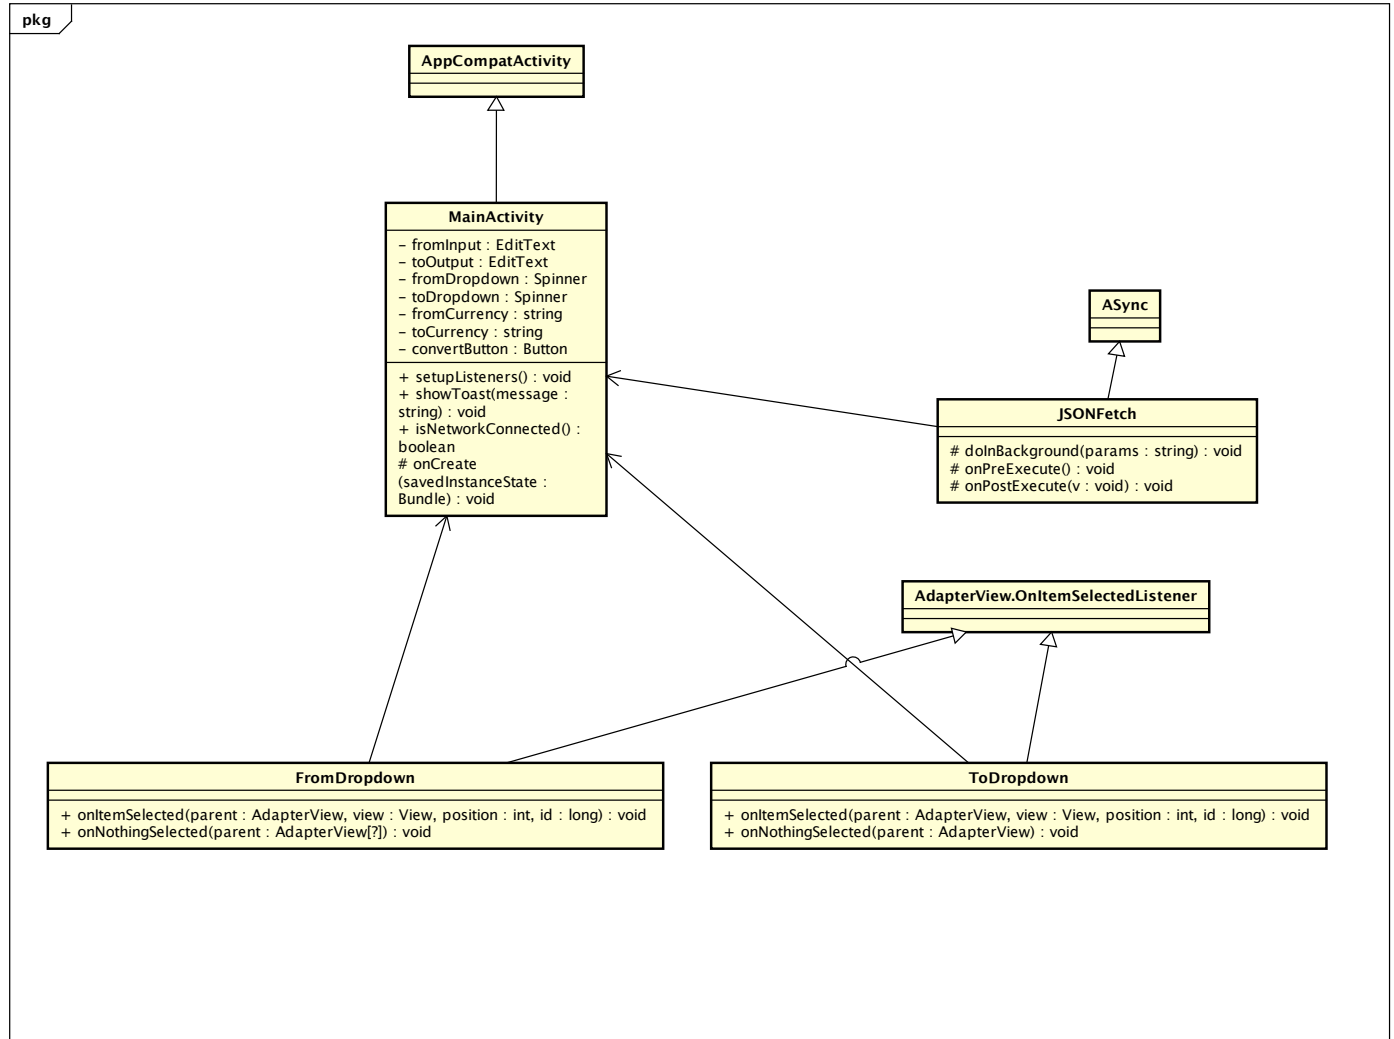 pkg
AppCompatActivity
MainActivity
– fromInput : EditText
– toOutput : EditText
– fromDropdown : Spinner
– toDropdown : Spinner
– fromCurrency : string
– toCurrency : string
– convertButton : Button
+ setupListeners() : void
+ showToast(message :
string) : void
+ isNetworkConnected() :
boolean
# onCreate
(savedInstanceState :
Bundle) : void
ASync
JSONFetch
# doInBackground(params : string) : void
# onPreExecute() : void
# onPostExecute(v : void) : void
AdapterView.OnItemSelectedListener
FromDropdown
+ onItemSelected(parent : AdapterView, view : View, position : int, id : long) : void
+ onNothingSelected(parent : AdapterView[?]) : void
ToDropdown
+ onItemSelected(parent : AdapterView, view : View, position : int, id : long) : void
+ onNothingSelected(parent : AdapterView) : void